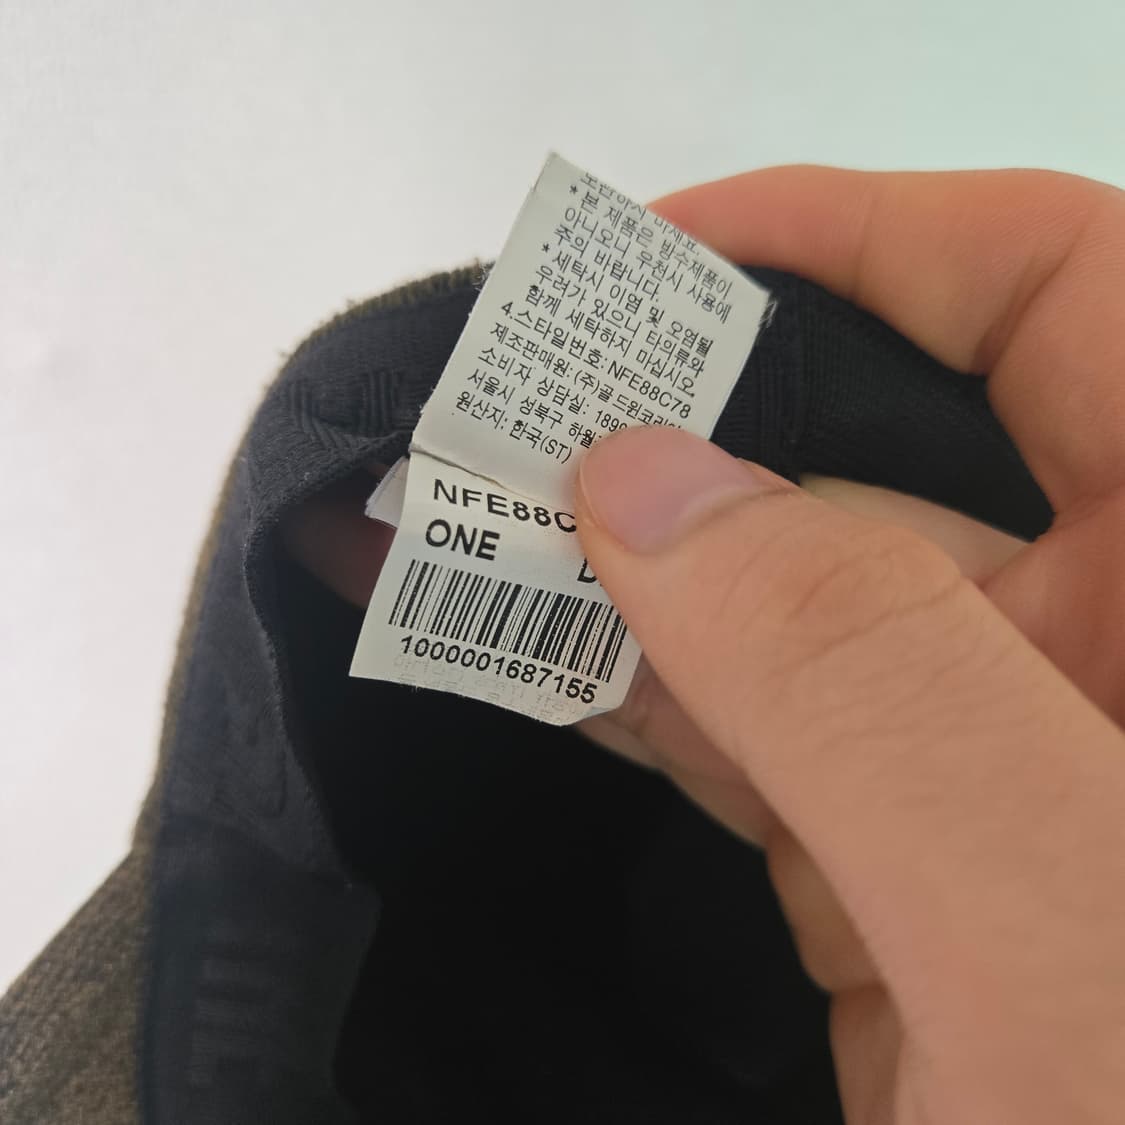 보관하지 마세요.
* 본 제품은 방수제품이
아니오니 우천시 사용에
주의 바랍니다.
* 세탁시 이염 및 오염될
우려가 있으니 타의류와
함께 세탁하지 마십시오.
4.스타일번호: NFE88C78
제조판매원: (주)골드윈코리아
소비자 상담실: 1899
서울시 성북구
원산지: 한국(ST)
NFE88C
ONE
1000001687155